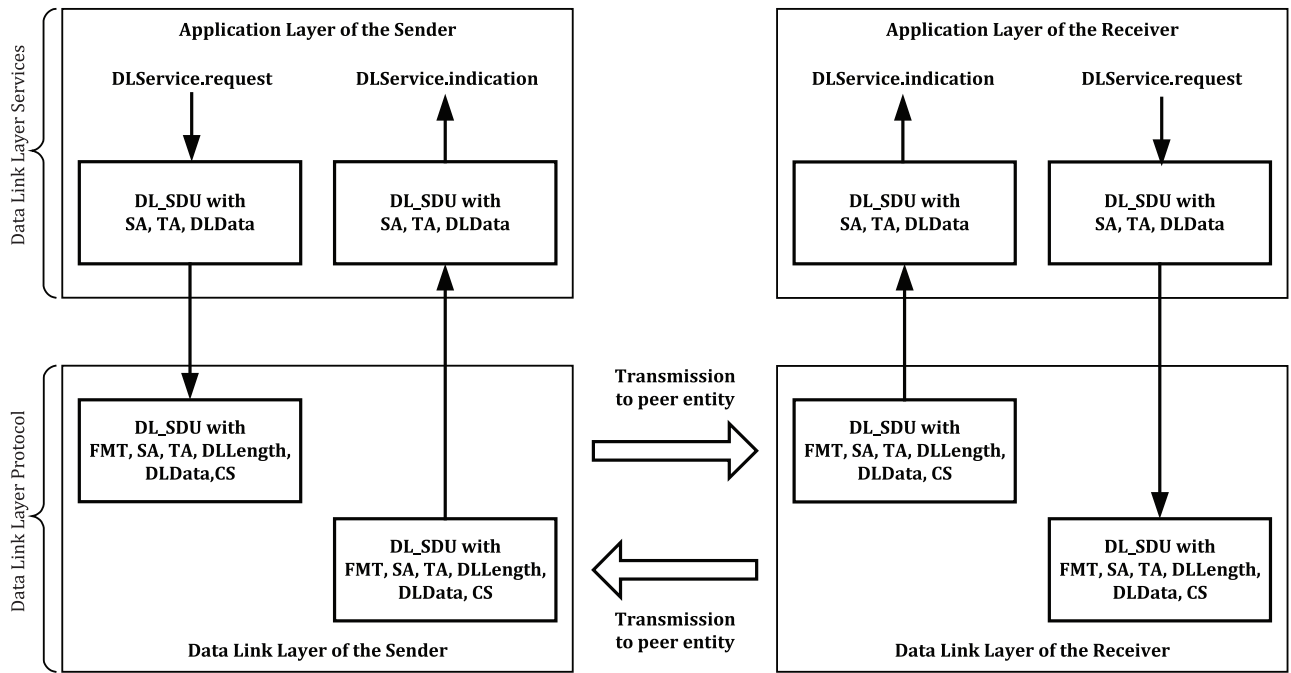 Data Link Layer Services
Application Layer of the Sender
DLService.request
DLService.indication
DL_SDU with
SA, TA, DLData
DL_SDU with
SA, TA, DLData
Application Layer of the Receiver
DLService.indication
DLService.request
DL_SDU with
SA, TA, DLData
DL_SDU with
SA, TA, DLData
Data Link Layer Protocol
DL_SDU with
FMT, SA, TA, DLLength,
DLData,CS
DL_SDU with
FMT, SA, TA, DLLength,
DLData, CS
Data Link Layer of the Sender
Transmission
to peer entity
Transmission
to peer entity
DL_SDU with
FMT, SA, TA, DLLength,
DLData, CS
DL_SDU with
FMT, SA, TA, DLLength,
DLData, CS
Data Link Layer of the Receiver